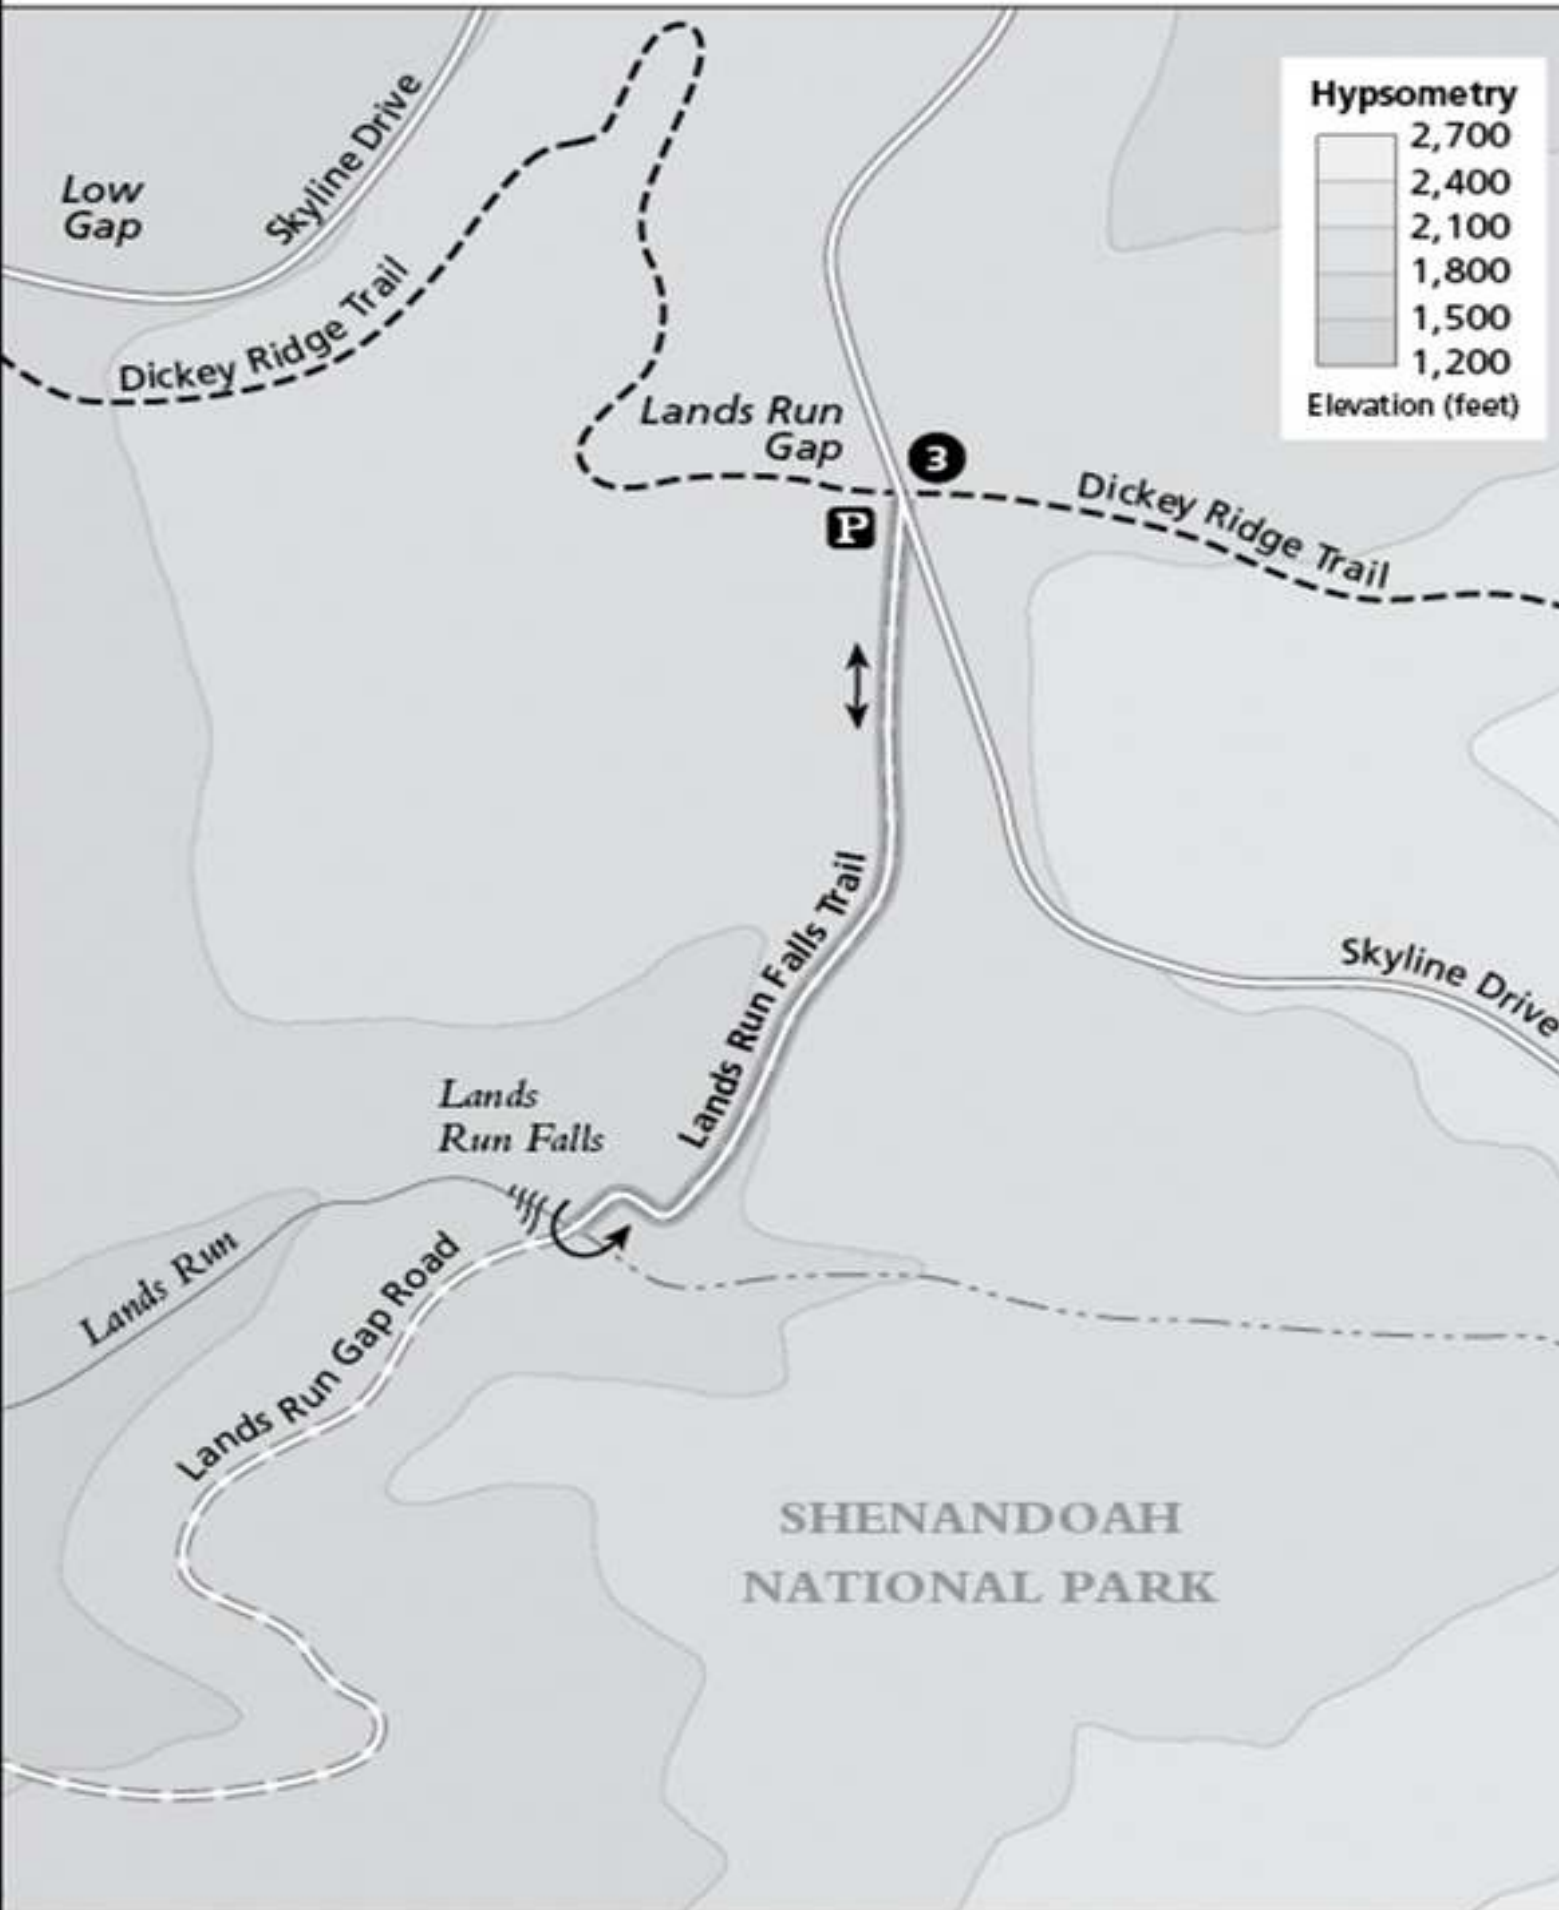 Hypsometry
2,700
2,400
2,100
1,800
1,500
1,200
Elevation (feet)
Skyline Drive
Low
Gap
Dickey Ridge Trail
Lands Run
Gap
3
P
Dickey Ridge Trail
Lands Run Falls Trail
Skyline Drive
Lands
Run Falls
Lands Run
Lands Run Gap Road
SHENANDOAH
NATIONAL PARK